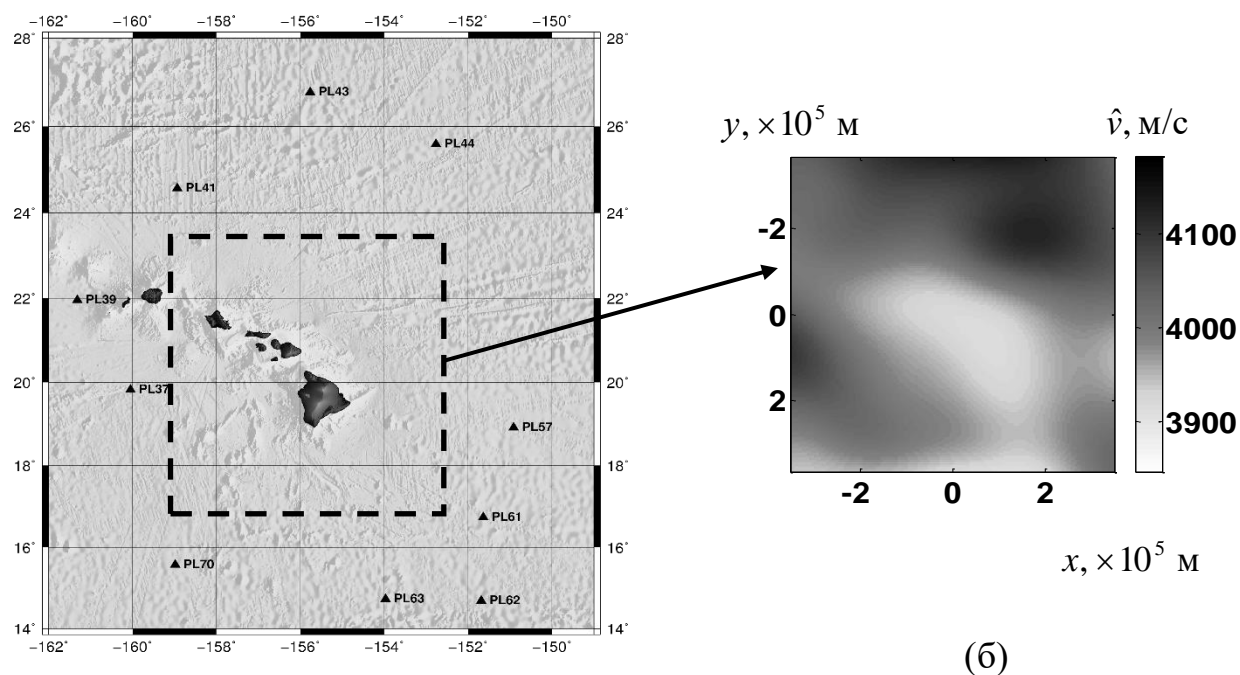 −162˚ −160˚ −158˚ −156˚ −154˚ −152˚ −150˚
28˚ 28˚
PL43
26˚ 26˚
PL44
PL41
24˚ 24˚
22˚ PL39 22˚
20˚ PL37 20˚
PL57
18˚ 18˚
PL61
16˚ 16˚
PL70
PL63 PL62
14˚ 14˚
−162˚ −160˚ −158˚ −156˚ −154˚ −152˚ −150˚
y, ×10⁵ м
v̂, м/с
-2
0
2
-2 0 2
4100
4000
3900
x, ×10⁵ м
(б)